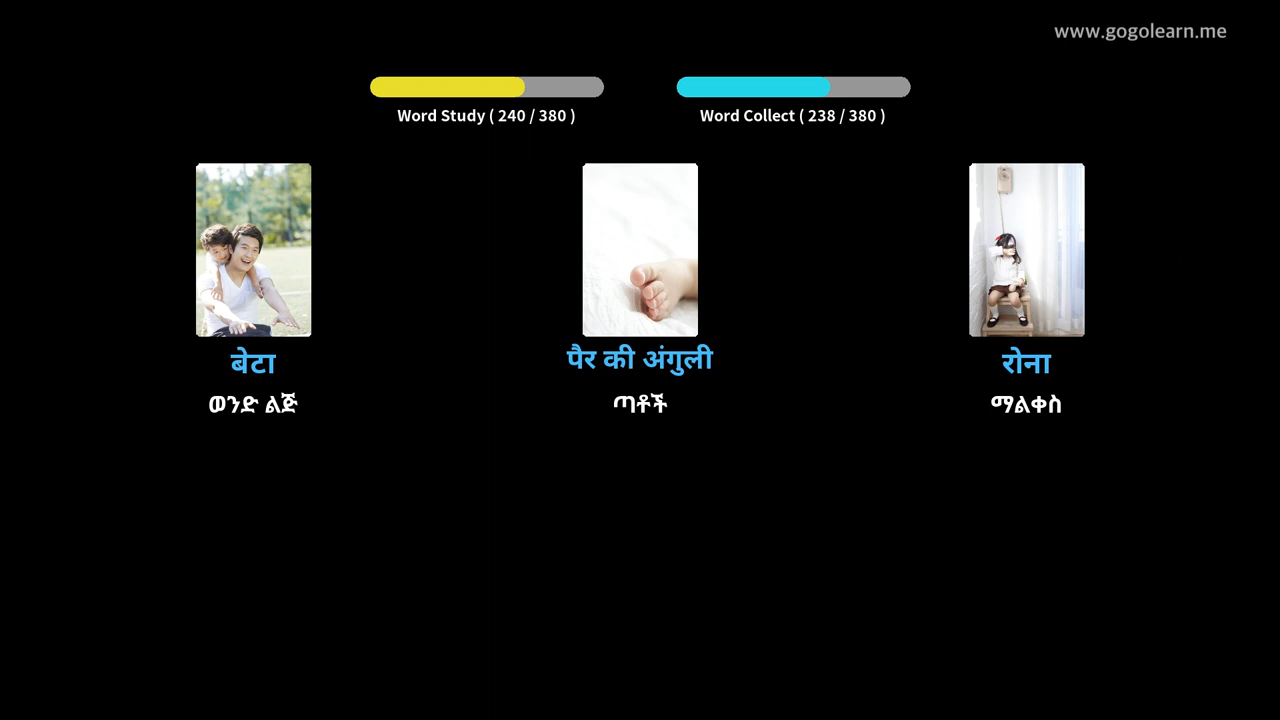 www.gogolearn.me
Word Study ( 240 / 380 )
Word Collect ( 238 / 380 )
बेटा
पैर की अंगुली
रोना
ወንድ ልጅ
ጣቶች
ማልቀስ